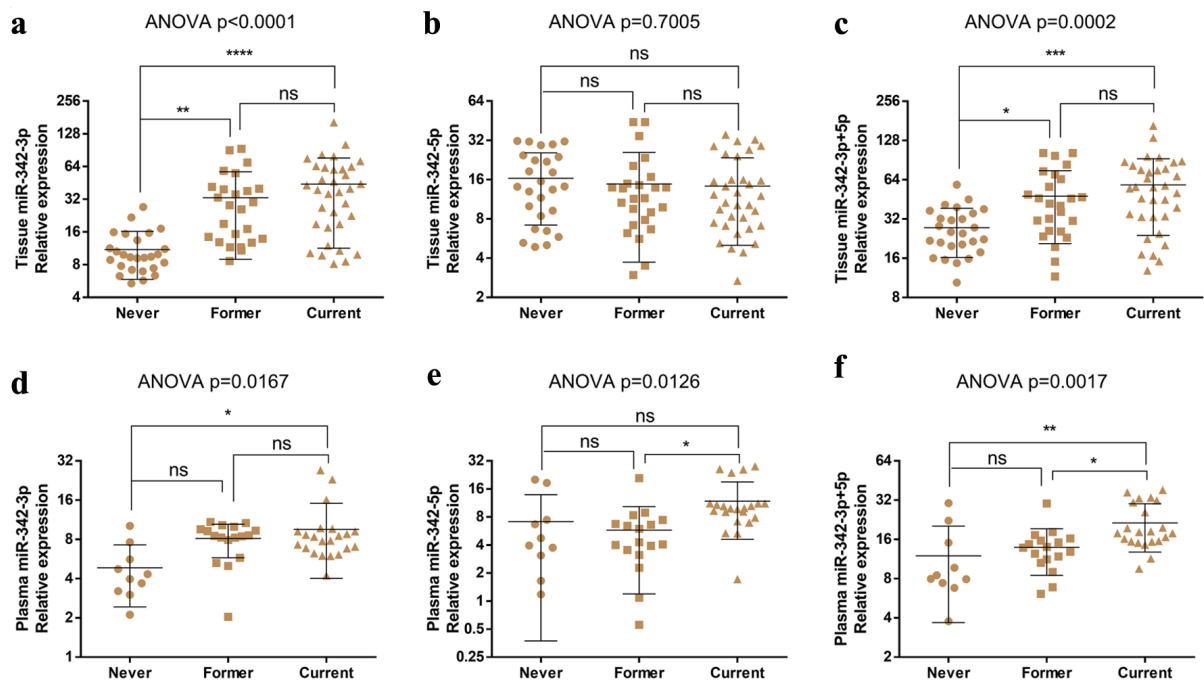 a
ANOVA p<0.0001
****
**
ns
Tissue miR-342-3p
Relative expression
256
128
64
32
16
8
4
Never Former Current
b
ANOVA p=0.7005
ns
ns
ns
Tissue miR-342-5p
Relative expression
64
32
16
8
4
2
Never Former Current
c
ANOVA p=0.0002
***
*
ns
Tissue miR-342-3p+5p
Relative expression
256
128
64
32
16
8
Never Former Current
d
ANOVA p=0.0167
*
ns
ns
Plasma miR-342-3p
Relative expression
32
16
8
4
2
1
Never Former Current
e
ANOVA p=0.0126
ns
ns
*
Plasma miR-342-5p
Relative expression
32
16
8
4
2
1
0.5
0.25
Never Former Current
f
ANOVA p=0.0017
**
ns
*
Plasma miR-342-3p+5p
Relative expression
64
32
15
8
4
2
Never Former Current